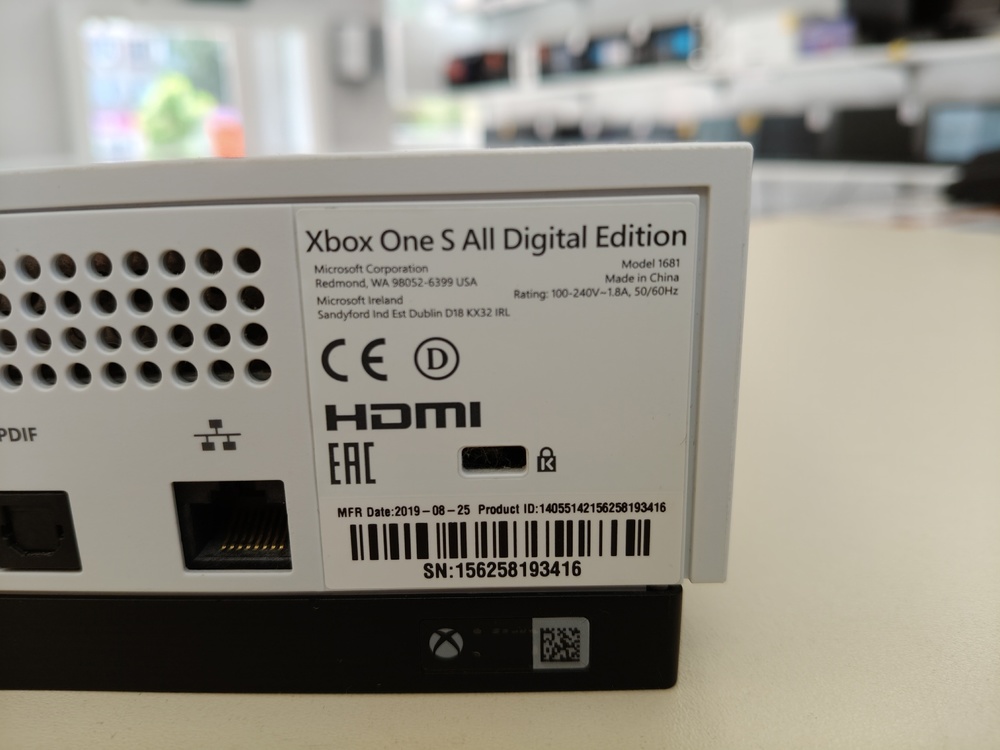 Xbox One S All Digital Edition
Microsoft Corporation
Redmond, WA 98052-6399 USA
Microsoft Ireland
Sandyford Ind Est Dublin D18 KX32 IRL
Model 1681
Made in China
Rating: 100-240V~1.8A, 50/60Hz
CE D
HDMI
EAC
K
PDIF
MFR Date:2019-08-25 Product ID:14055142156258193416
SN:156258193416